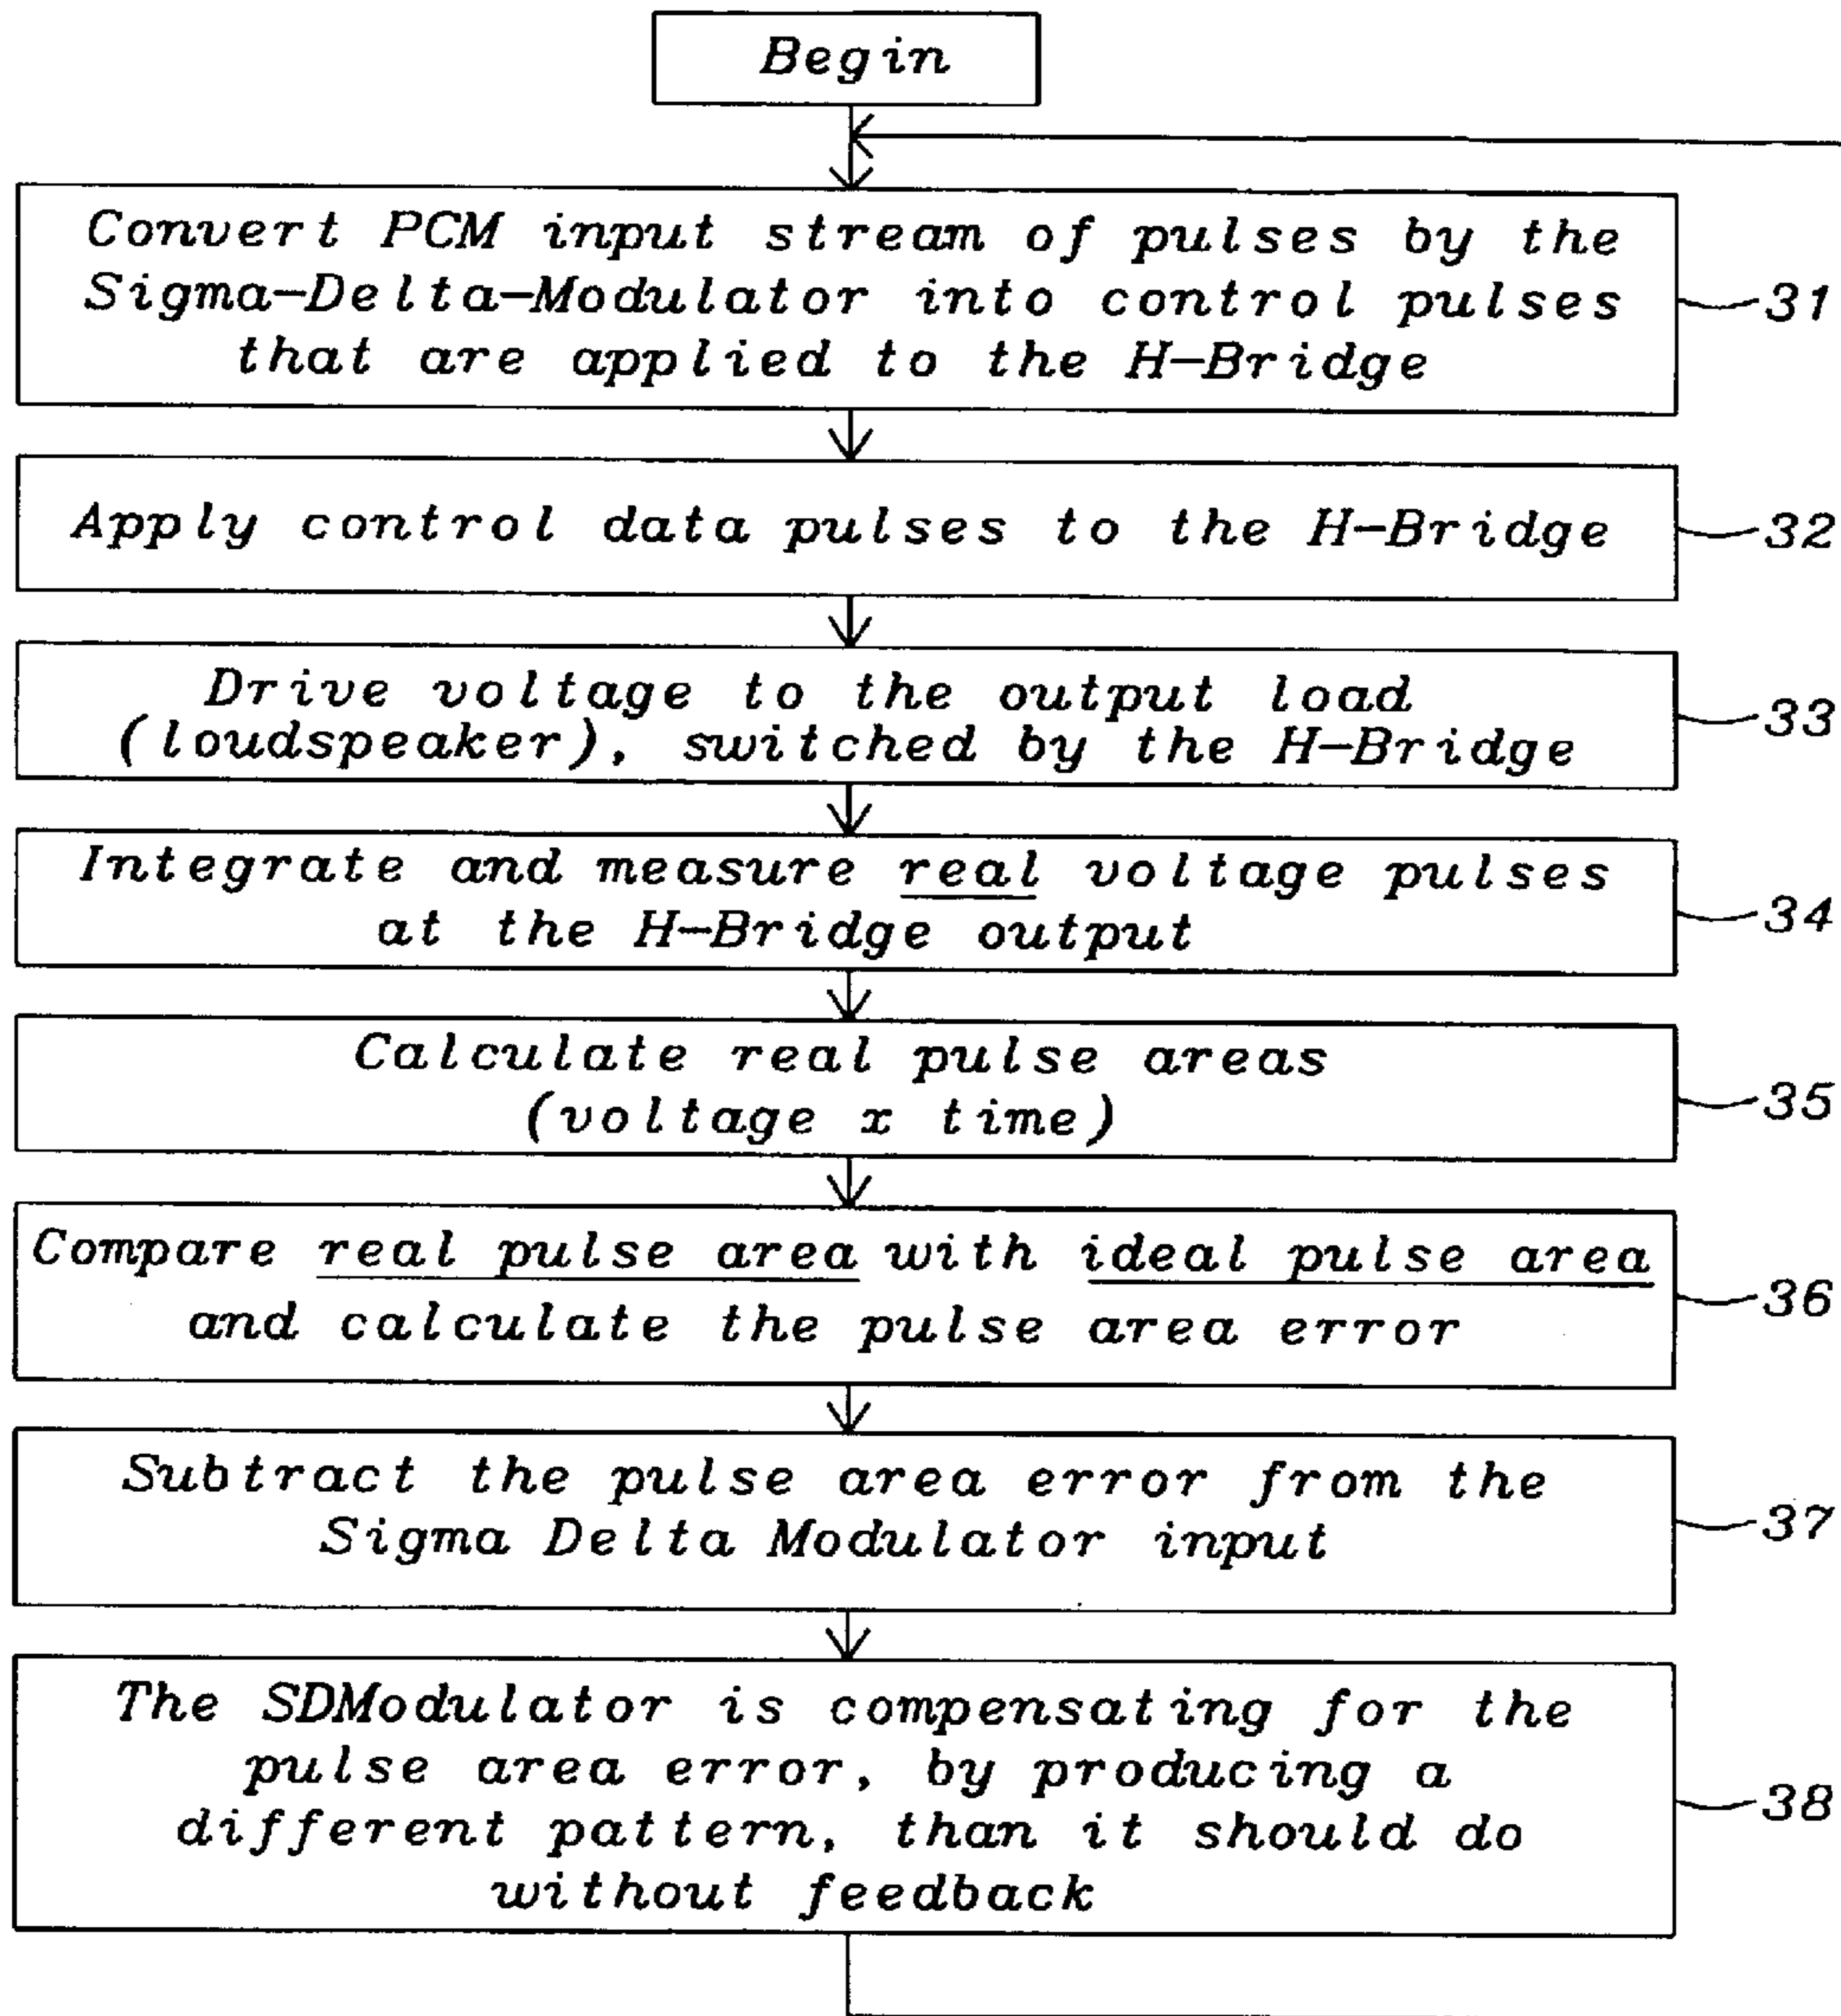 Begin
Convert PCM input stream of pulses by the
Sigma-Delta-Modulator into control pulses
that are applied to the H-Bridge
31
Apply control data pulses to the H-Bridge
32
Drive voltage to the output load
(loudspeaker), switched by the H-Bridge
33
Integrate and measure real voltage pulses
at the H-Bridge output
34
Calculate real pulse areas
(voltage x time)
35
Compare real pulse area with ideal pulse area
and calculate the pulse area error
36
Subtract the pulse area error from the
Sigma Delta Modulator input
37
The SDModulator is compensating for the
pulse area error, by producing a
different pattern, than it should do
without feedback
38